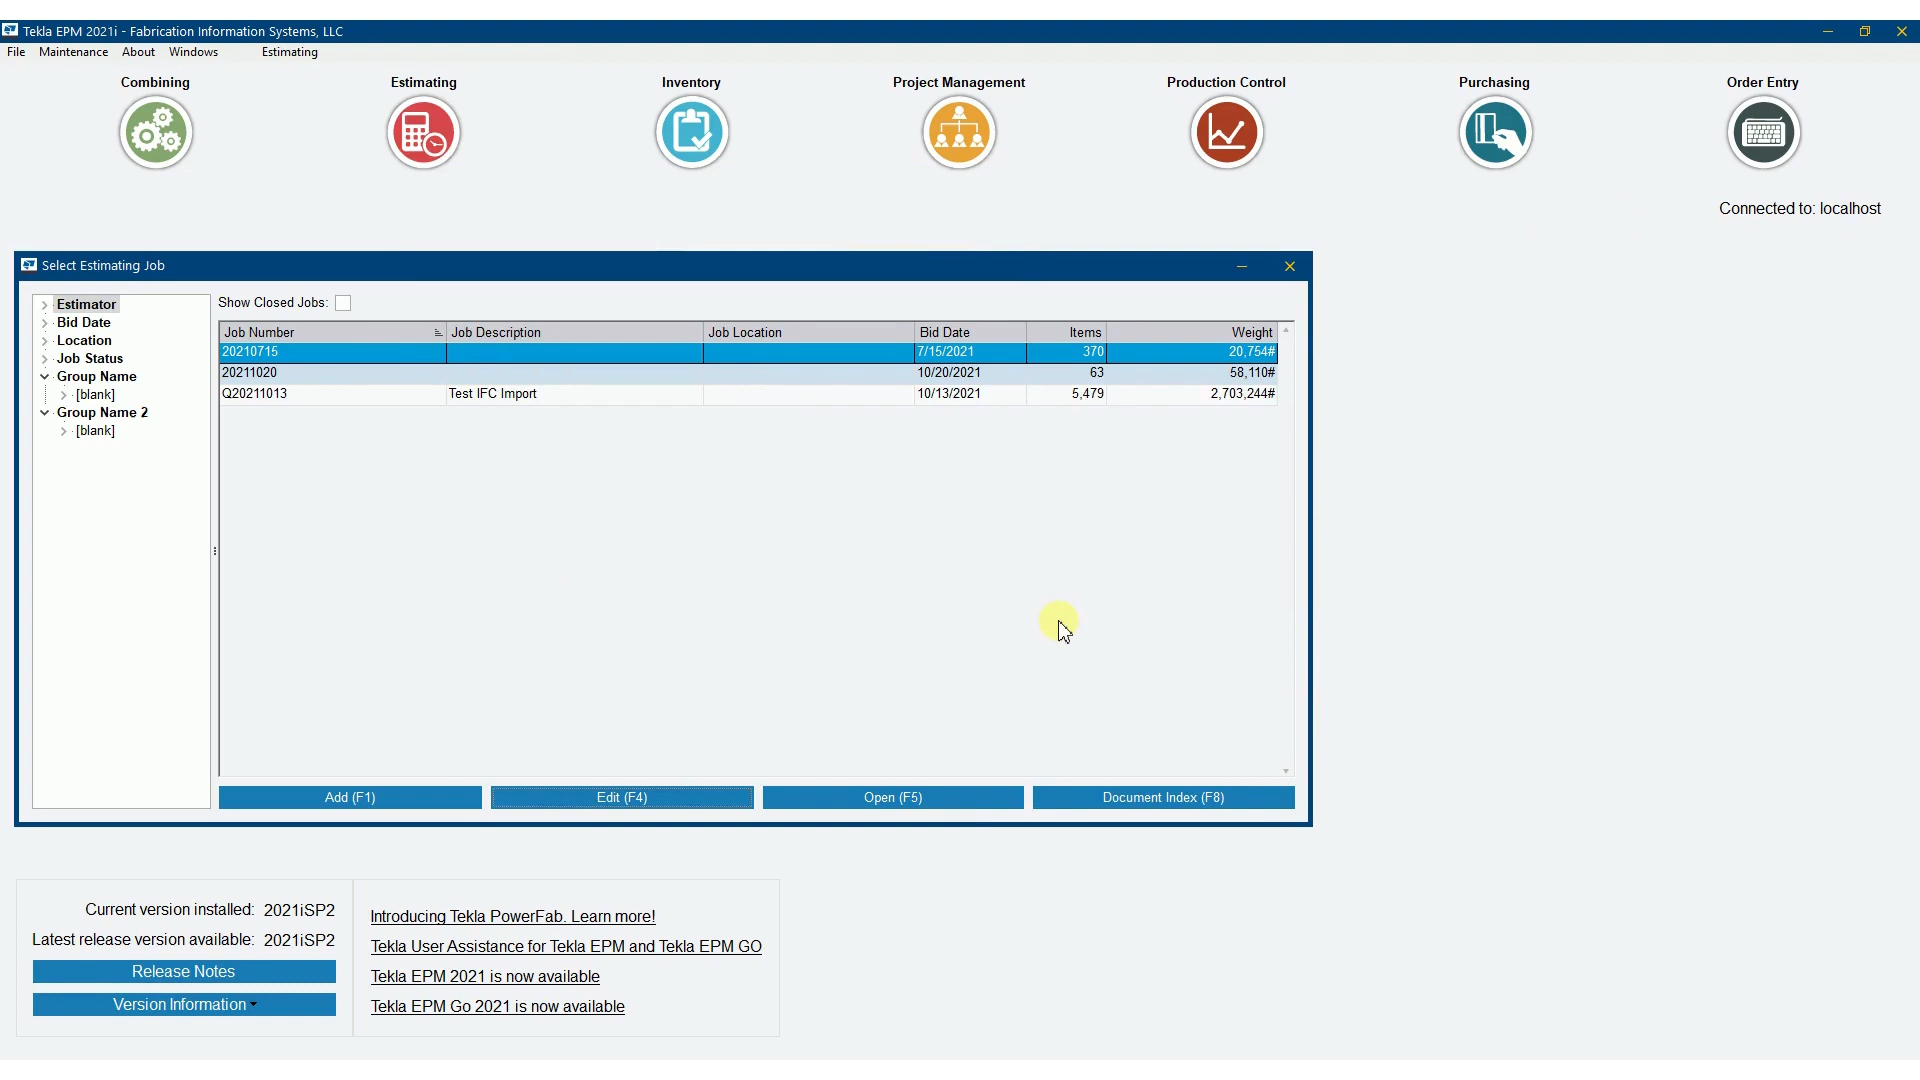 Tekla EPM 2021i - Fabrication Information Systems, LLC
File Maintenance About Windows Estimating
Combining Estimating Inventory Project Management Production Control Purchasing Order Entry
Connected to: localhost
Select Estimating Job
Estimator
Bid Date
Location
Job Status
Group Name
[blank]
Group Name 2
[blank]
Show Closed Jobs:
Job Number Job Description Job Location Bid Date Items Weight
20210715 7/15/2021 370 20,754#
20211020 10/20/2021 63 58,110#
Q20211013 Test IFC Import 10/13/2021 5,479 2,703,244#
Add (F1) Edit (F4) Open (F5) Document Index (F8)
Current version installed: 2021iSP2
Latest release version available: 2021iSP2
Release Notes
Version Information
Introducing Tekla PowerFab. Learn more!
Tekla User Assistance for Tekla EPM and Tekla EPM GO
Tekla EPM 2021 is now available
Tekla EPM Go 2021 is now available